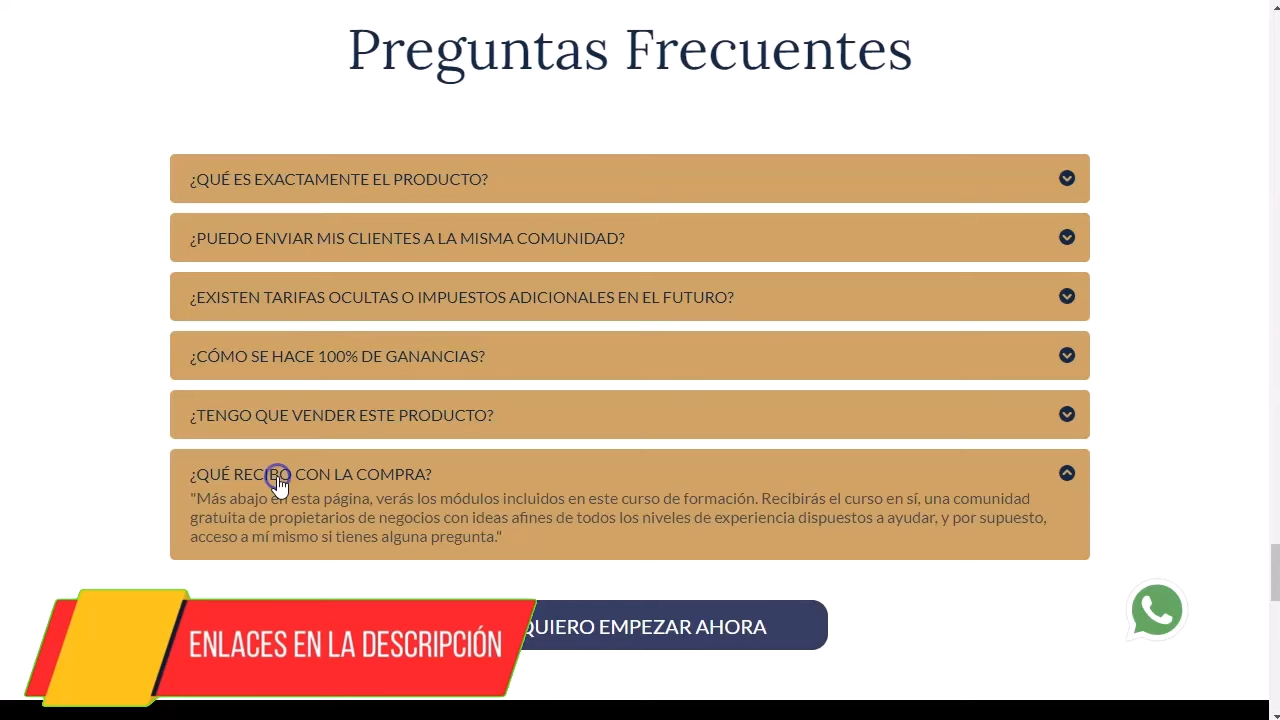 Preguntas Frecuentes
¿QUÉ ES EXACTAMENTE EL PRODUCTO?
¿PUEDO ENVIAR MIS CLIENTES A LA MISMA COMUNIDAD?
¿EXISTEN TARIFAS OCULTAS O IMPUESTOS ADICIONALES EN EL FUTURO?
¿CÓMO SE HACE 100% DE GANANCIAS?
¿TENGO QUE VENDER ESTE PRODUCTO?
¿QUÉ RECIBO CON LA COMPRA?
"Más abajo en esta página, verás los módulos incluidos en este curso de formación. Recibirás el curso en sí, una comunidad
gratuita de propietarios de negocios con ideas afines de todos los niveles de experiencia dispuestos a ayudar, y por supuesto,
acceso a mí mismo si tienes alguna pregunta."
QUIERO EMPEZAR AHORA
ENLACES EN LA DESCRIPCIÓN